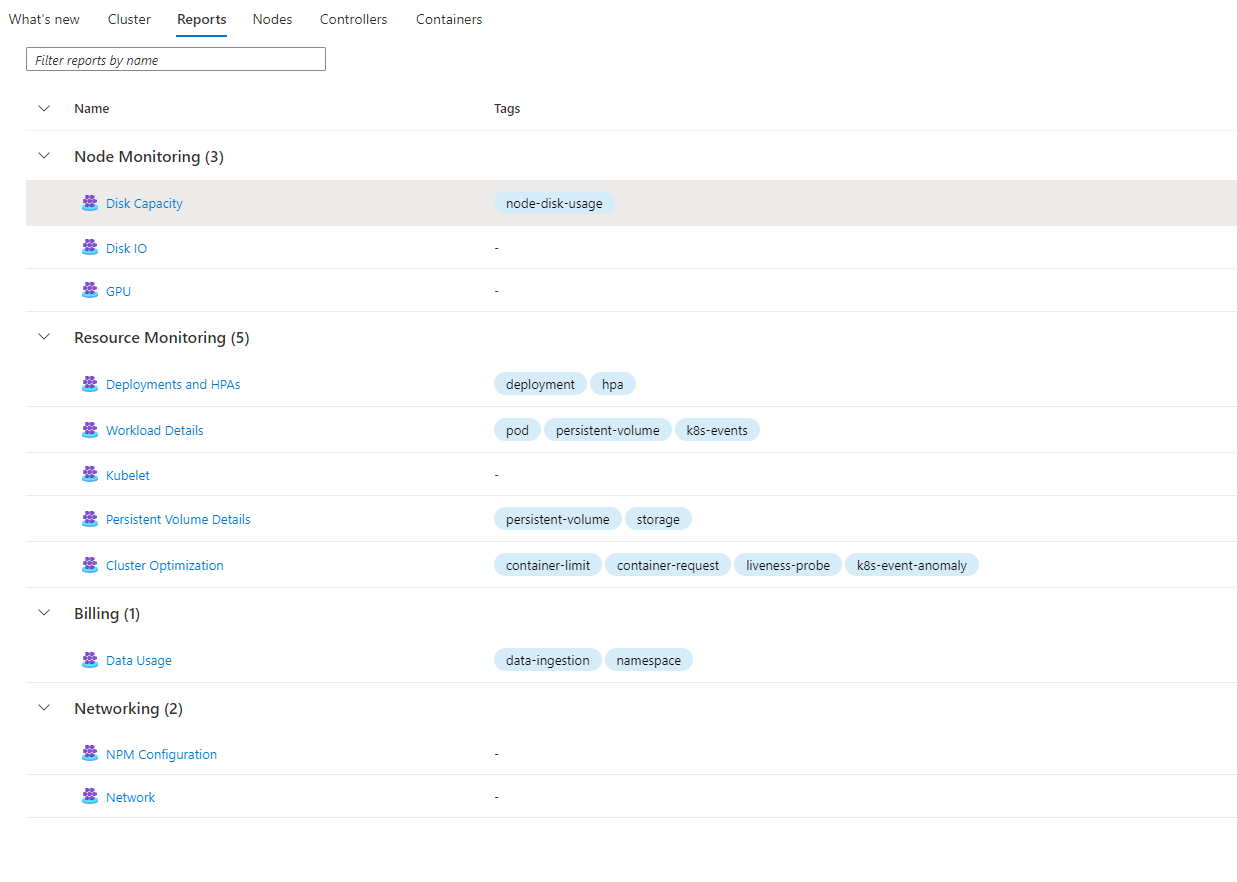 What's new Cluster Reports Nodes Controllers Containers
Filter reports by name
Name Tags
Node Monitoring (3)
Disk Capacity node-disk-usage
Disk IO -
GPU -
Resource Monitoring (5)
Deployments and HPAs deployment hpa
Workload Details pod persistent-volume k8s-events
Kubelet -
Persistent Volume Details persistent-volume storage
Cluster Optimization container-limit container-request liveness-probe k8s-event-anomaly
Billing (1)
Data Usage data-ingestion namespace
Networking (2)
NPM Configuration -
Network -